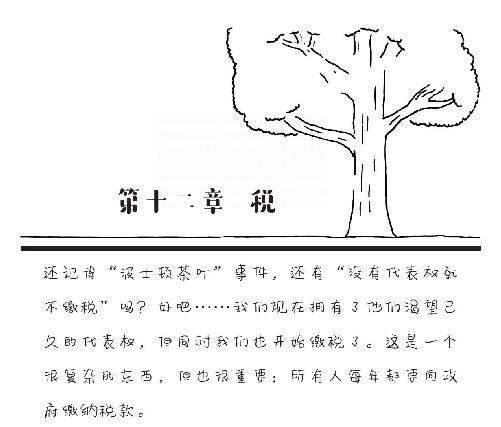 第十二章 税
还记得“波士顿茶叶”事件，还有“没有代表权就
不缴税”吗？好吧……我们现在拥有了他们渴望已
久的代表权，但同时我们也开始缴税了。这是一个
很复杂的东西，但也很重要：所有人每年都要向政
府缴纳税款。